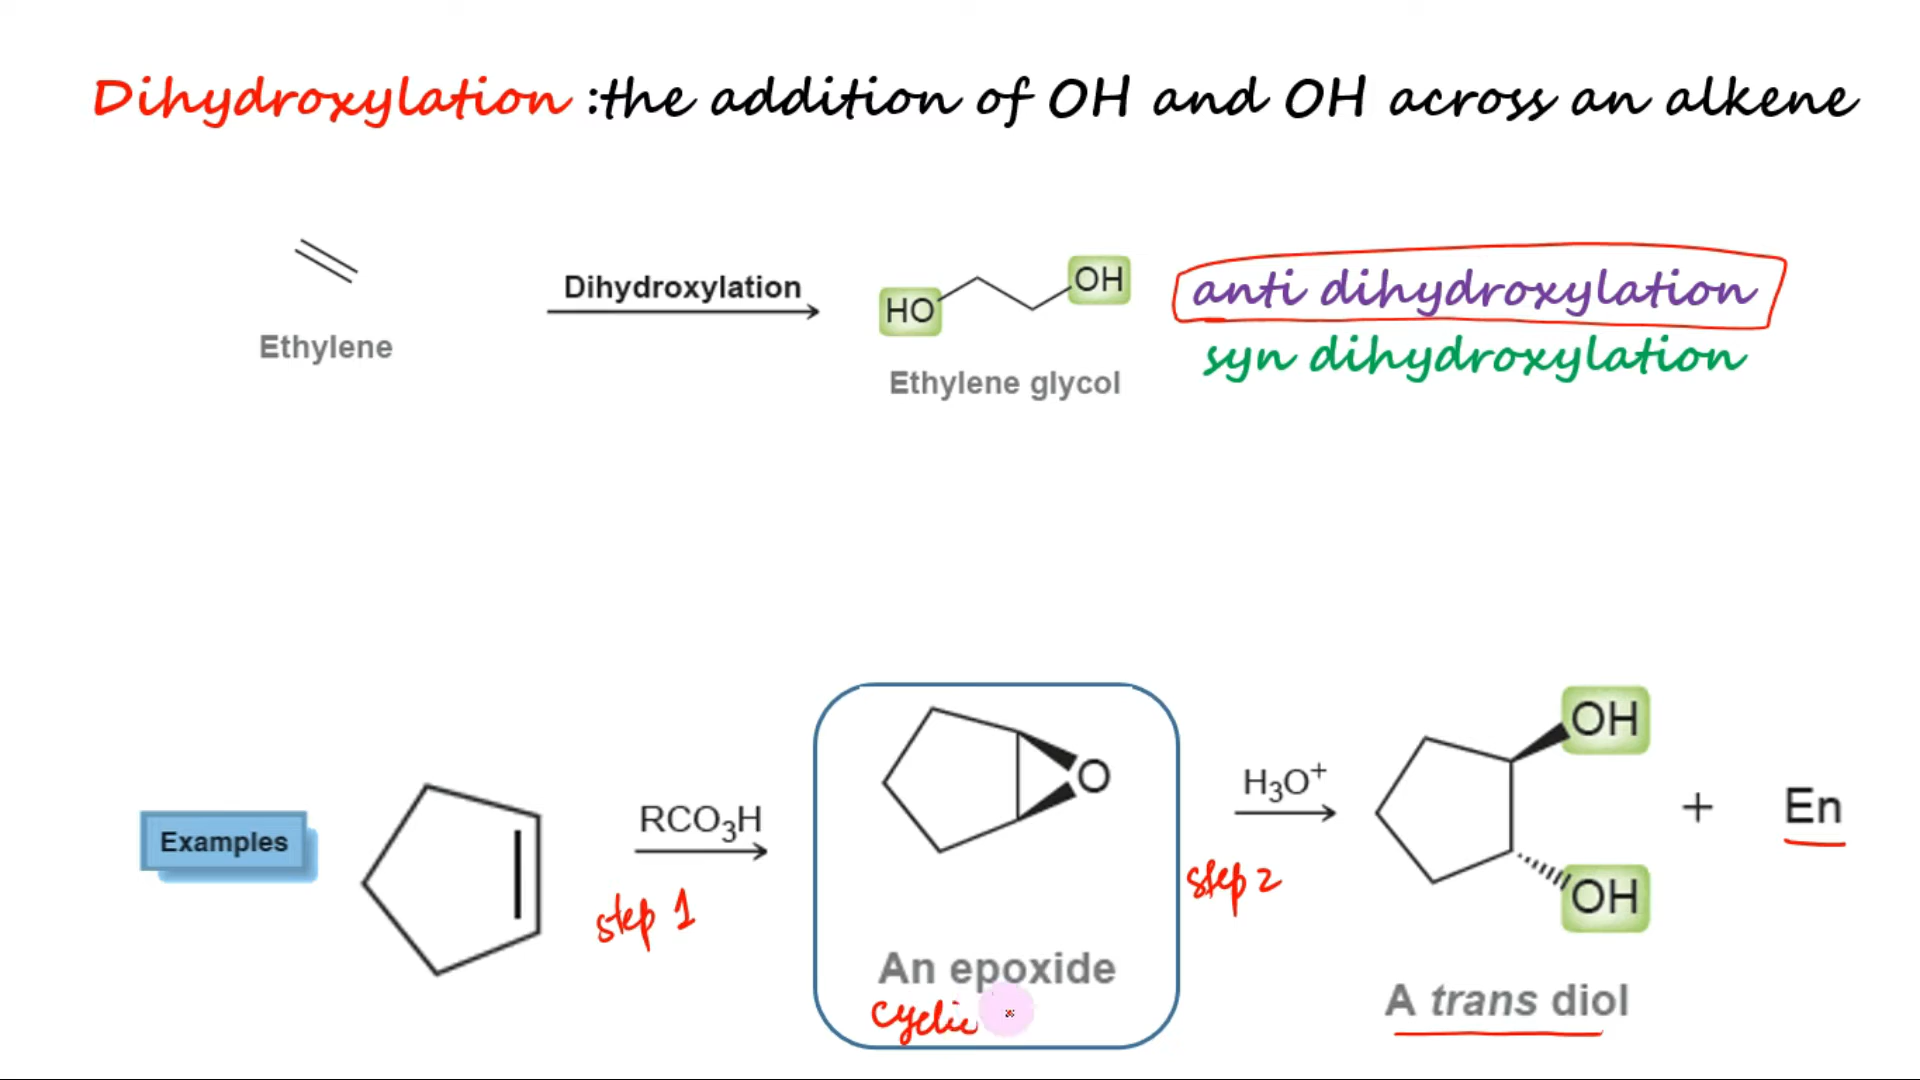 Dihydroxylation :the addition of OH and OH across an alkene
Dihydroxylation
HO
OH
anti dihydroxylation
syn dihydroxylation
Ethylene
Ethylene glycol
Examples
RCO₃H
step 1
O
An epoxide
cyclic
H₃O⁺
step 2
OH
OH
+ En
A trans diol